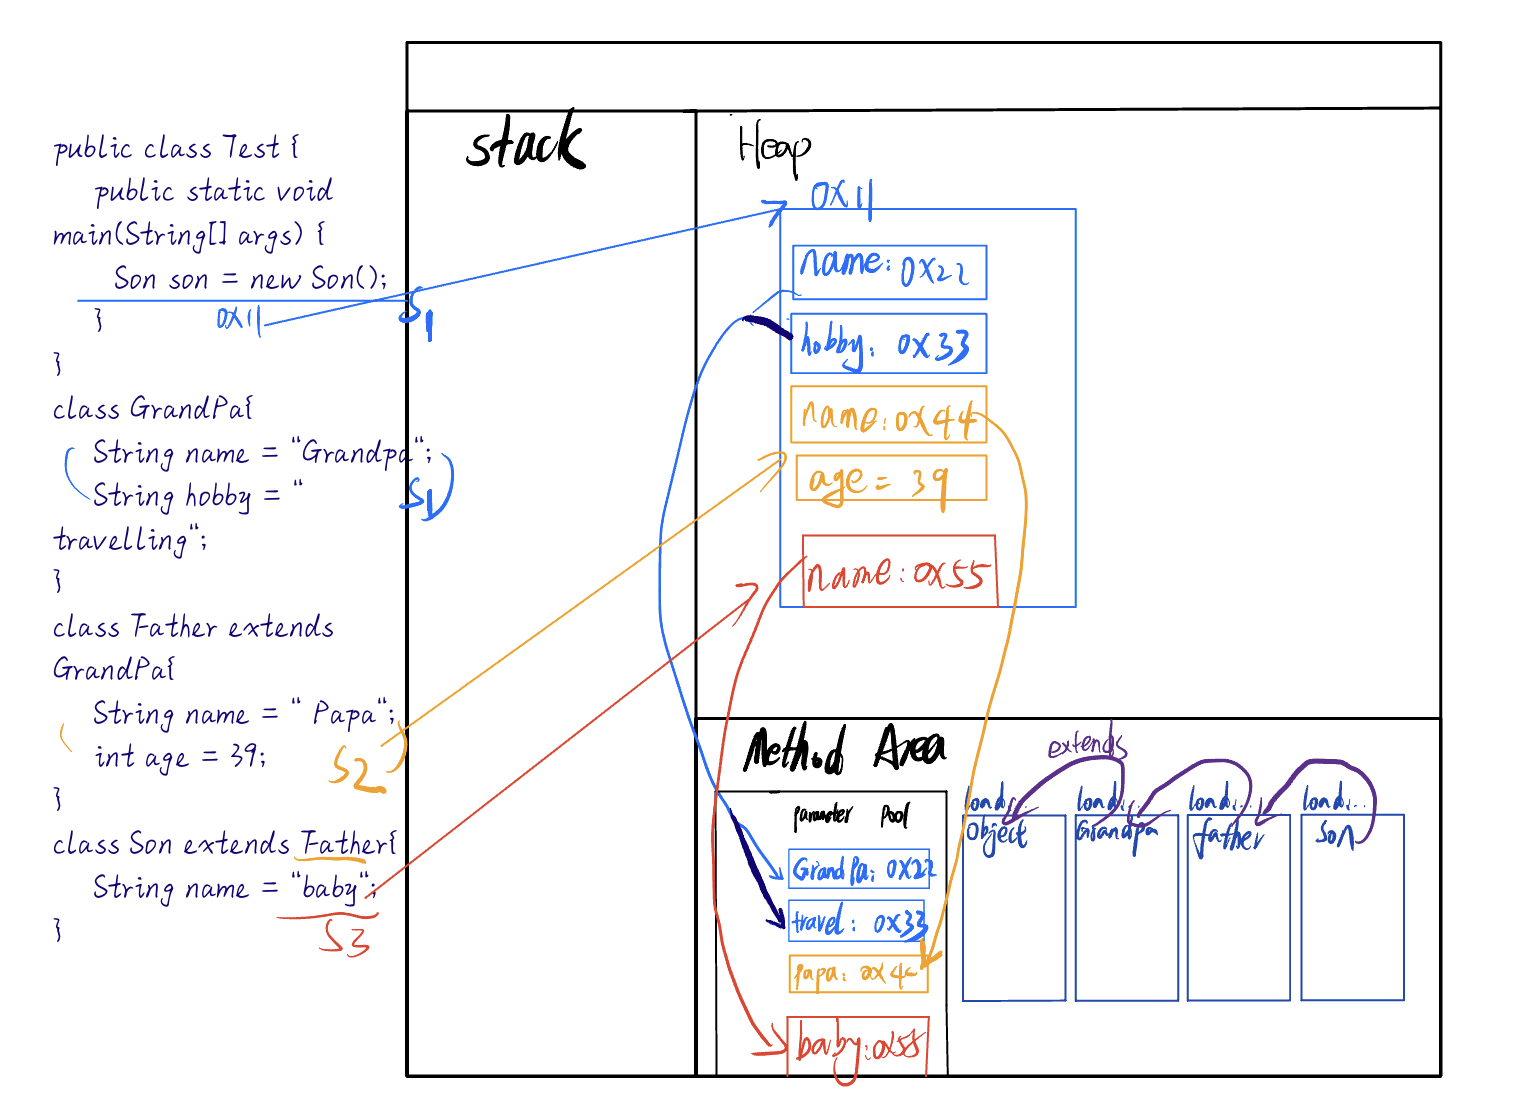 public class Test {
public static void
main(String[] args) {
Son son = new Son();
}
0x11
S1
}
class GrandPa{
String name = "Grandpa";
String hobby = "
S1
travelling";
}
class Father extends
GrandPa{
String name = " Papa";
int age = 39;
S2
}
class Son extends Father{
String name = "baby";
}
S3
stack
Heap
0x11
name: 0x22
hobby: 0x33
name: 0x44
age = 39
name: 0x55
Method Area
parameter pool
GrandPa: 0x22
travel: 0x33
papa: 0x4
baby: 0x55
extends
load... load... load... load...
Object Grandpa father Son